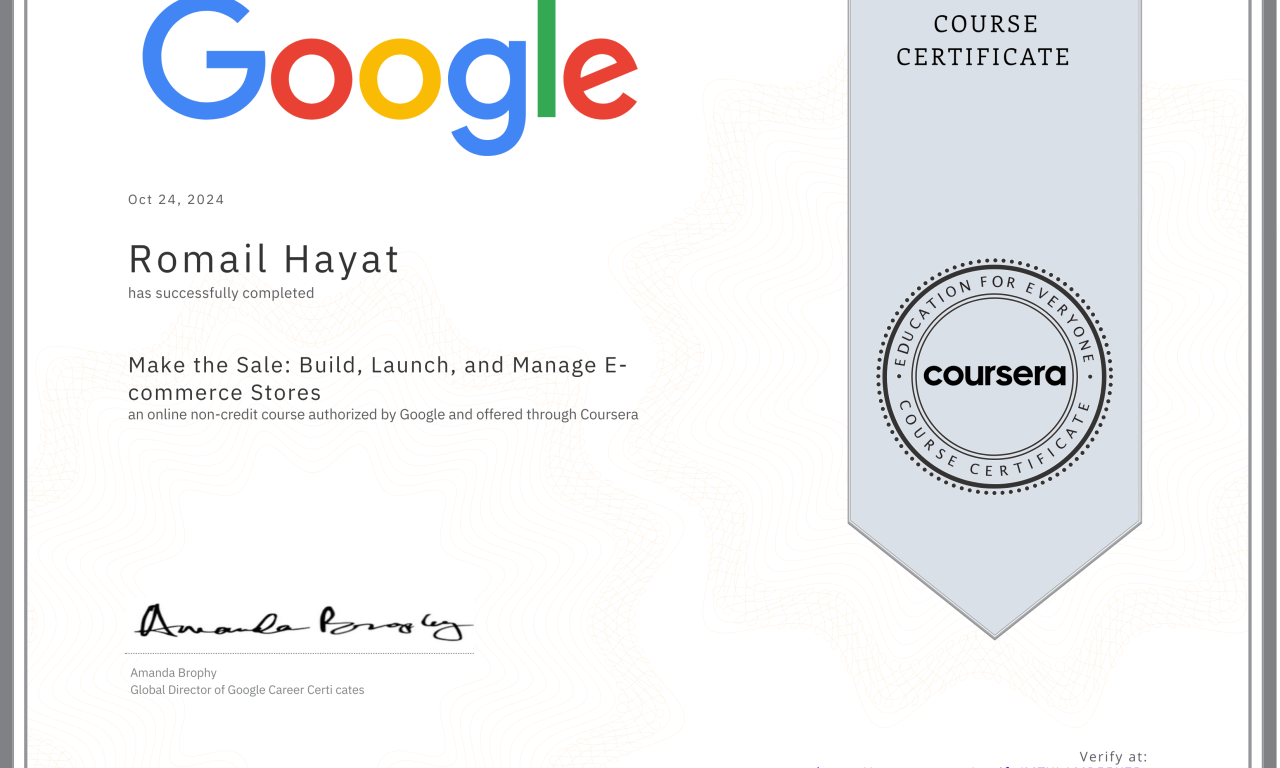 Google
COURSE
CERTIFICATE
Oct 24, 2024
Romail Hayat
has successfully completed
Make the Sale: Build, Launch, and Manage E-
commerce Stores
an online non-credit course authorized by Google and offered through Coursera
EDUCATION FOR EVERYONE
coursera
COURSE CERTIFICATE
Amanda Brophy
Amanda Brophy
Global Director of Google Career Certi cates
Verify at: